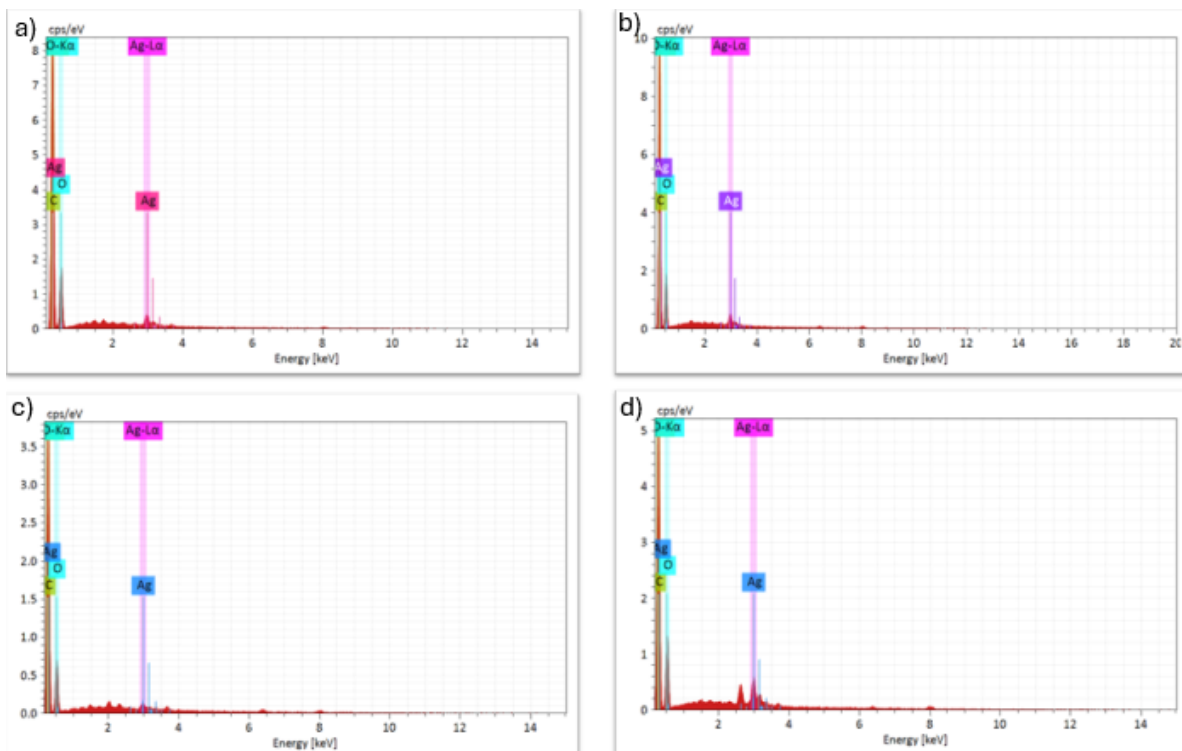 a)
cps/eV
O-Kα
Ag-Lα
8
7
6
5
4
3
2
1
0
Ag
O
C
Ag
2 4 6 8 10 12 14
Energy [keV]
b)
cps/eV
O-Kα
Ag-Lα
10
8
6
4
2
0
Ag
O
C
Ag
2 4 6 8 10 12 14 16 18 20
Energy [keV]
c)
cps/eV
O-Kα
Ag-Lα
3.5
3.0
2.5
2.0
1.5
1.0
0.5
0.0
Ag
O
C
Ag
2 4 6 8 10 12 14
Energy [keV]
d)
cps/eV
O-Kα
Ag-Lα
5
4
3
2
1
0
Ag
O
C
Ag
2 4 6 8 10 12 14
Energy [keV]